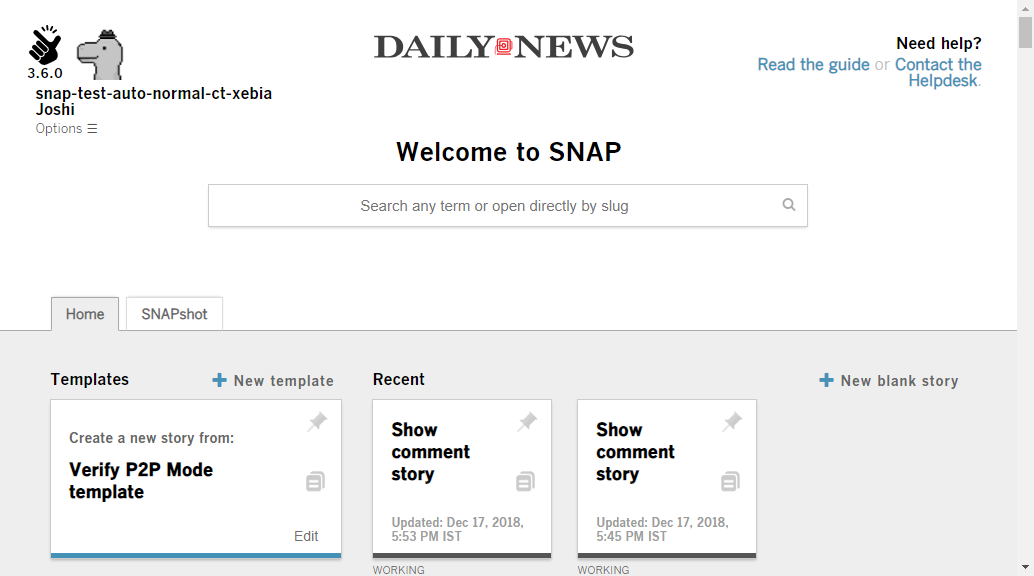 3.6.0
snap-test-auto-normal-ct-xebia
Joshi
Options ☰
DAILY NEWS
Need help?
Read the guide or Contact the
Helpdesk.
Welcome to SNAP
Search any term or open directly by slug
Home
SNAPshot
Templates
New template
Recent
New blank story
Create a new story from:
Verify P2P Mode
template
Edit
Show
comment
story
Updated: Dec 17, 2018,
5:53 PM IST
WORKING
Show
comment
story
Updated: Dec 17, 2018,
5:45 PM IST
WORKING